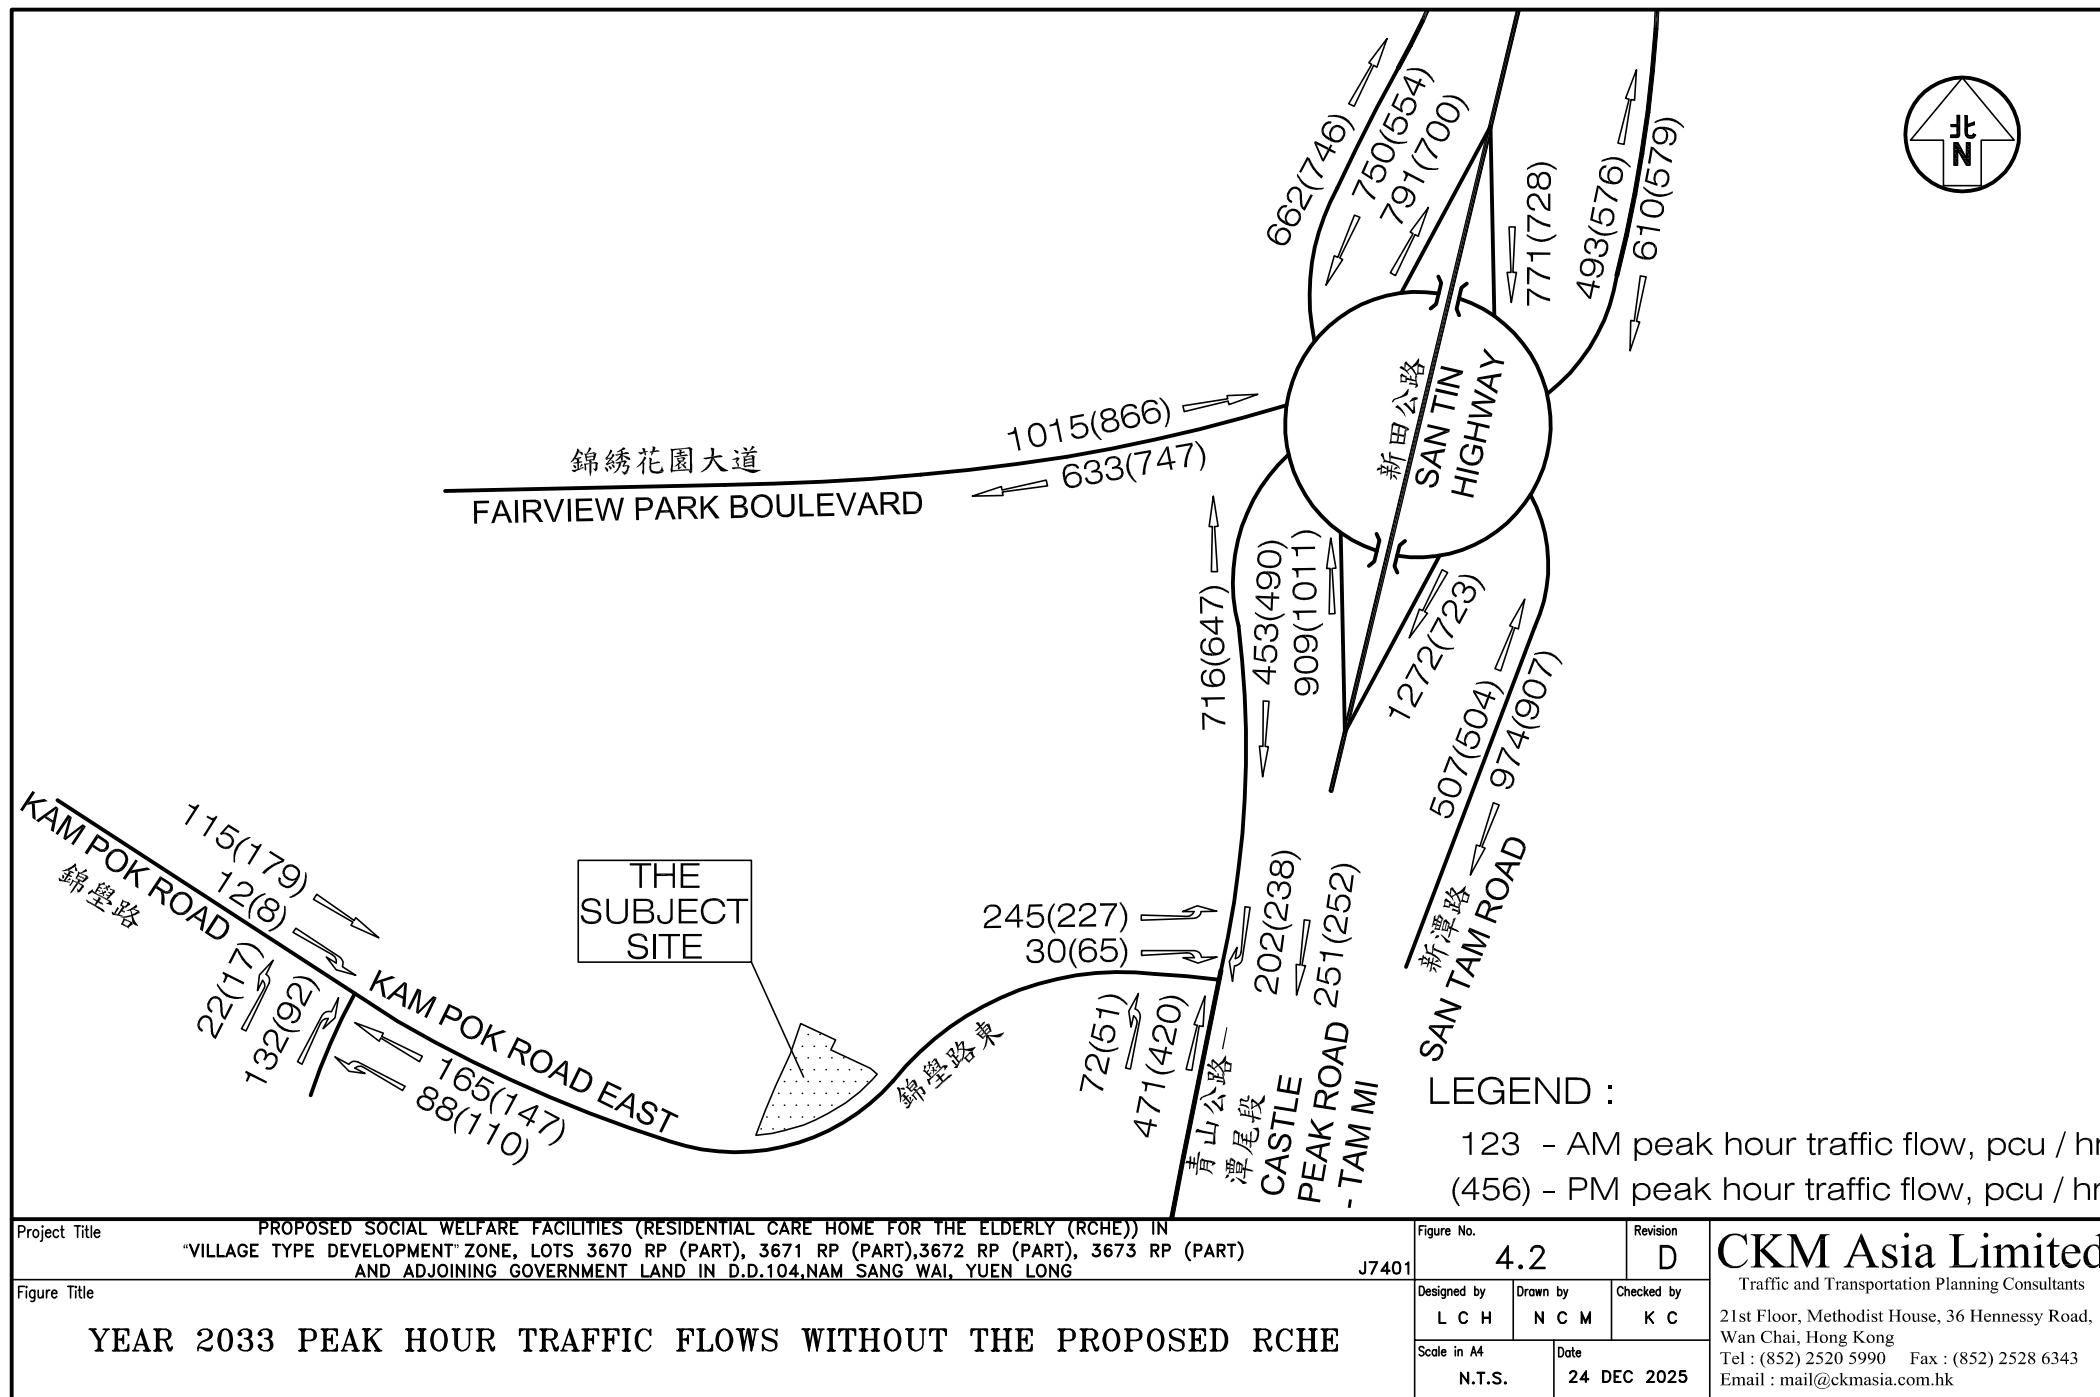 662(746)
750(554)
791(700)
771(728)
493(576)
610(579)
北
N
新田公路
SAN TIN
HIGHWAY
1015(866)
633(747)
錦綉花園大道
FAIRVIEW PARK BOULEVARD
716(647)
453(490)
909(1011)
1272(723)
507(504)
974(907)
新潭路
SAN TAM ROAD
KAM POK ROAD
錦壆路
115(179)
12(8)
22(17)
132(92)
KAM POK ROAD EAST
錦壆路東
165(147)
88(110)
THE
SUBJECT
SITE
245(227)
30(65)
202(238)
251(252)
72(51)
471(420)
青山公路－
潭尾段
CASTLE
PEAK ROAD
- TAM MI
LEGEND :
123 - AM peak hour traffic flow, pcu / hr
(456) - PM peak hour traffic flow, pcu / hr
Project Title
PROPOSED SOCIAL WELFARE FACILITIES (RESIDENTIAL CARE HOME FOR THE ELDERLY (RCHE)) IN
"VILLAGE TYPE DEVELOPMENT" ZONE, LOTS 3670 RP (PART), 3671 RP (PART),3672 RP (PART), 3673 RP (PART)
AND ADJOINING GOVERNMENT LAND IN D.D.104,NAM SANG WAI, YUEN LONG
J7401
Figure Title
YEAR 2033 PEAK HOUR TRAFFIC FLOWS WITHOUT THE PROPOSED RCHE
Figure No.
4.2
Revision
D
Designed by
L C H
Drawn by
N C M
Checked by
K C
Scale in A4
N.T.S.
Date
24 DEC 2025
CKM Asia Limited
Traffic and Transportation Planning Consultants
21st Floor, Methodist House, 36 Hennessy Road,
Wan Chai, Hong Kong
Tel : (852) 2520 5990 Fax : (852) 2528 6343
Email : mail@ckmasia.com.hk